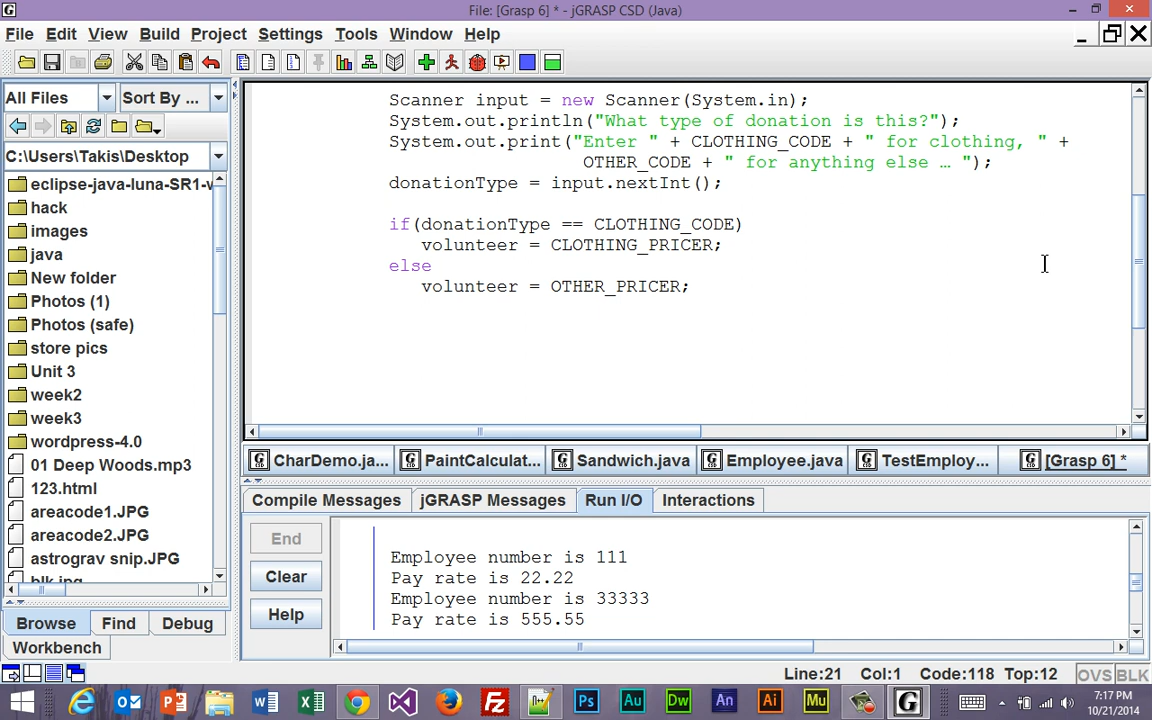 File: [Grasp 6] * - jGRASP CSD (Java)
File Edit View Build Project Settings Tools Window Help
All Files Sort By ...
C:\Users\Takis\Desktop
eclipse-java-luna-SR1-w
hack
images
java
New folder
Photos (1)
Photos (safe)
store pics
Unit 3
week2
week3
wordpress-4.0
01 Deep Woods.mp3
123.html
areacode1.JPG
areacode2.JPG
astrograv snip.JPG
blk.jpg
Browse Find Debug
Workbench
Scanner input = new Scanner(System.in);
System.out.println("What type of donation is this?");
System.out.print("Enter " + CLOTHING_CODE + " for clothing, " +
OTHER_CODE + " for anything else … ");
donationType = input.nextInt();
if(donationType == CLOTHING_CODE)
volunteer = CLOTHING_PRICER;
else
volunteer = OTHER_PRICER;
CharDemo.ja... PaintCalculat... Sandwich.java Employee.java TestEmploy... [Grasp 6] *
Compile Messages jGRASP Messages Run I/O Interactions
End
Clear
Help
Employee number is 111
Pay rate is 22.22
Employee number is 33333
Pay rate is 555.55
Line:21 Col:1 Code:118 Top:12 OVS BLK
7:17 PM
10/21/2014